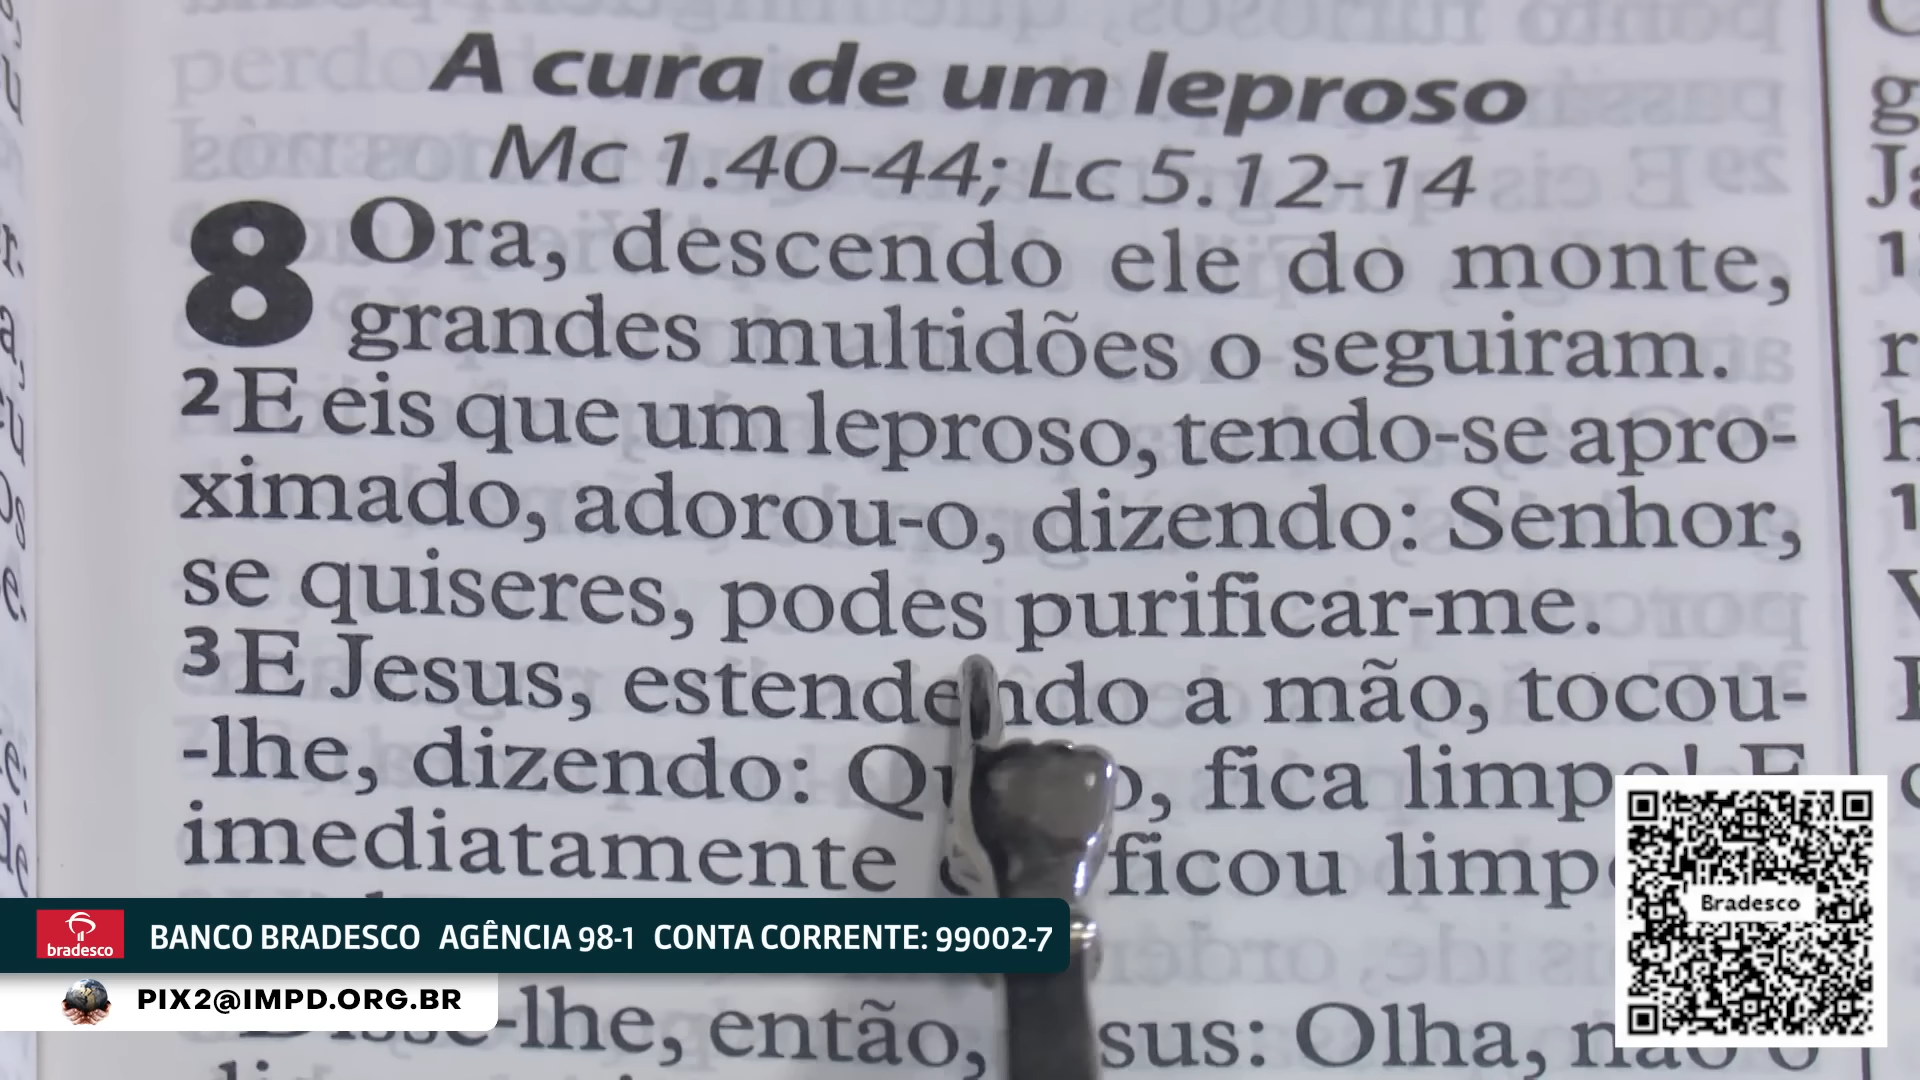 A cura de um leproso
Mc 1.40-44; Lc 5.12-14
8 Ora, descendo ele do monte,
grandes multidões o seguiram.
2 E eis que um leproso, tendo-se apro-
ximado, adorou-o, dizendo: Senhor,
se quiseres, podes purificar-me.
3 E Jesus, estendendo a mão, tocou-
-lhe, dizendo: fica
imediatamente ficou
-lhe, então, Olha,
bradesco
BANCO BRADESCO AGÊNCIA 98-1 CONTA CORRENTE: 99002-7
PIX2@IMPD.ORG.BR
Bradesco